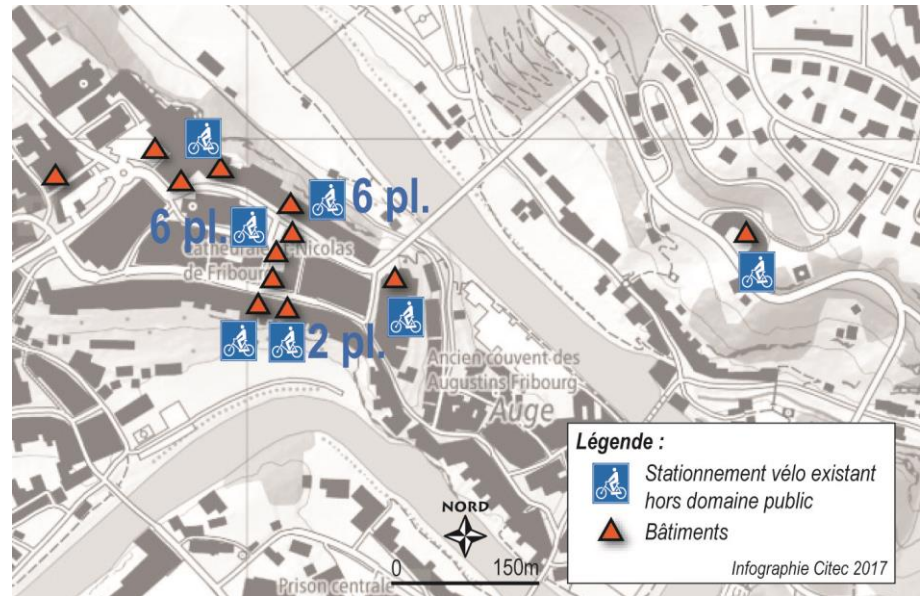 6 pl.
6 pl.
Cathédrale St-Nicolas
de Fribourg
2 pl.
Ancien couvent des
Augustins Fribourg
Auge
Légende :
Stationnement vélo existant
hors domaine public
Bâtiments
Infographie Citec 2017
NORD
0 150m
Prison centrale